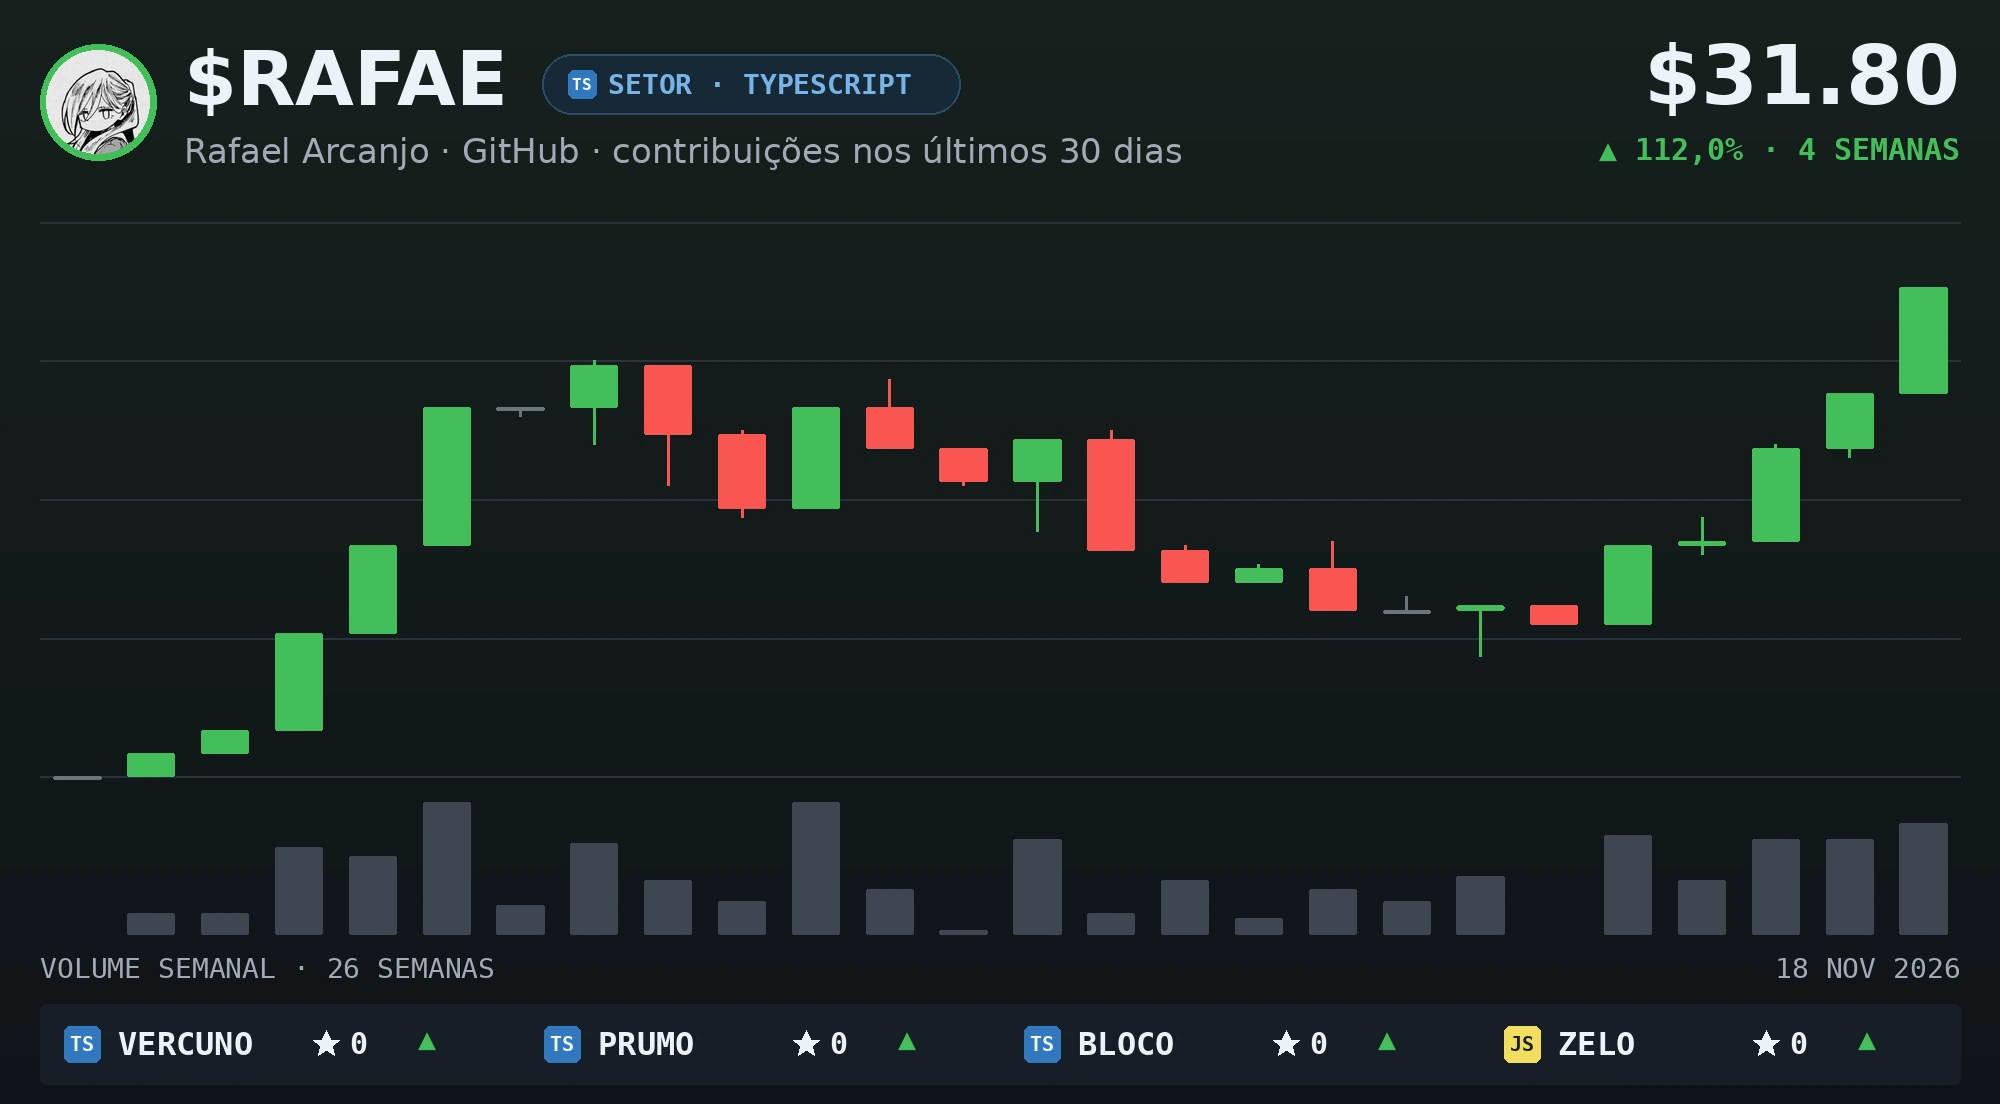 $RAFAE
TS SETOR · TYPESCRIPT
$31.80
Rafael Arcanjo · GitHub · contribuições nos últimos 30 dias
▲ 112,0% · 4 SEMANAS
VOLUME SEMANAL · 26 SEMANAS
18 NOV 2026
TS VERCUNO ★ 0 ▲
TS PRUMO ★ 0 ▲
TS BLOCO ★ 0 ▲
JS ZELO ★ 0 ▲